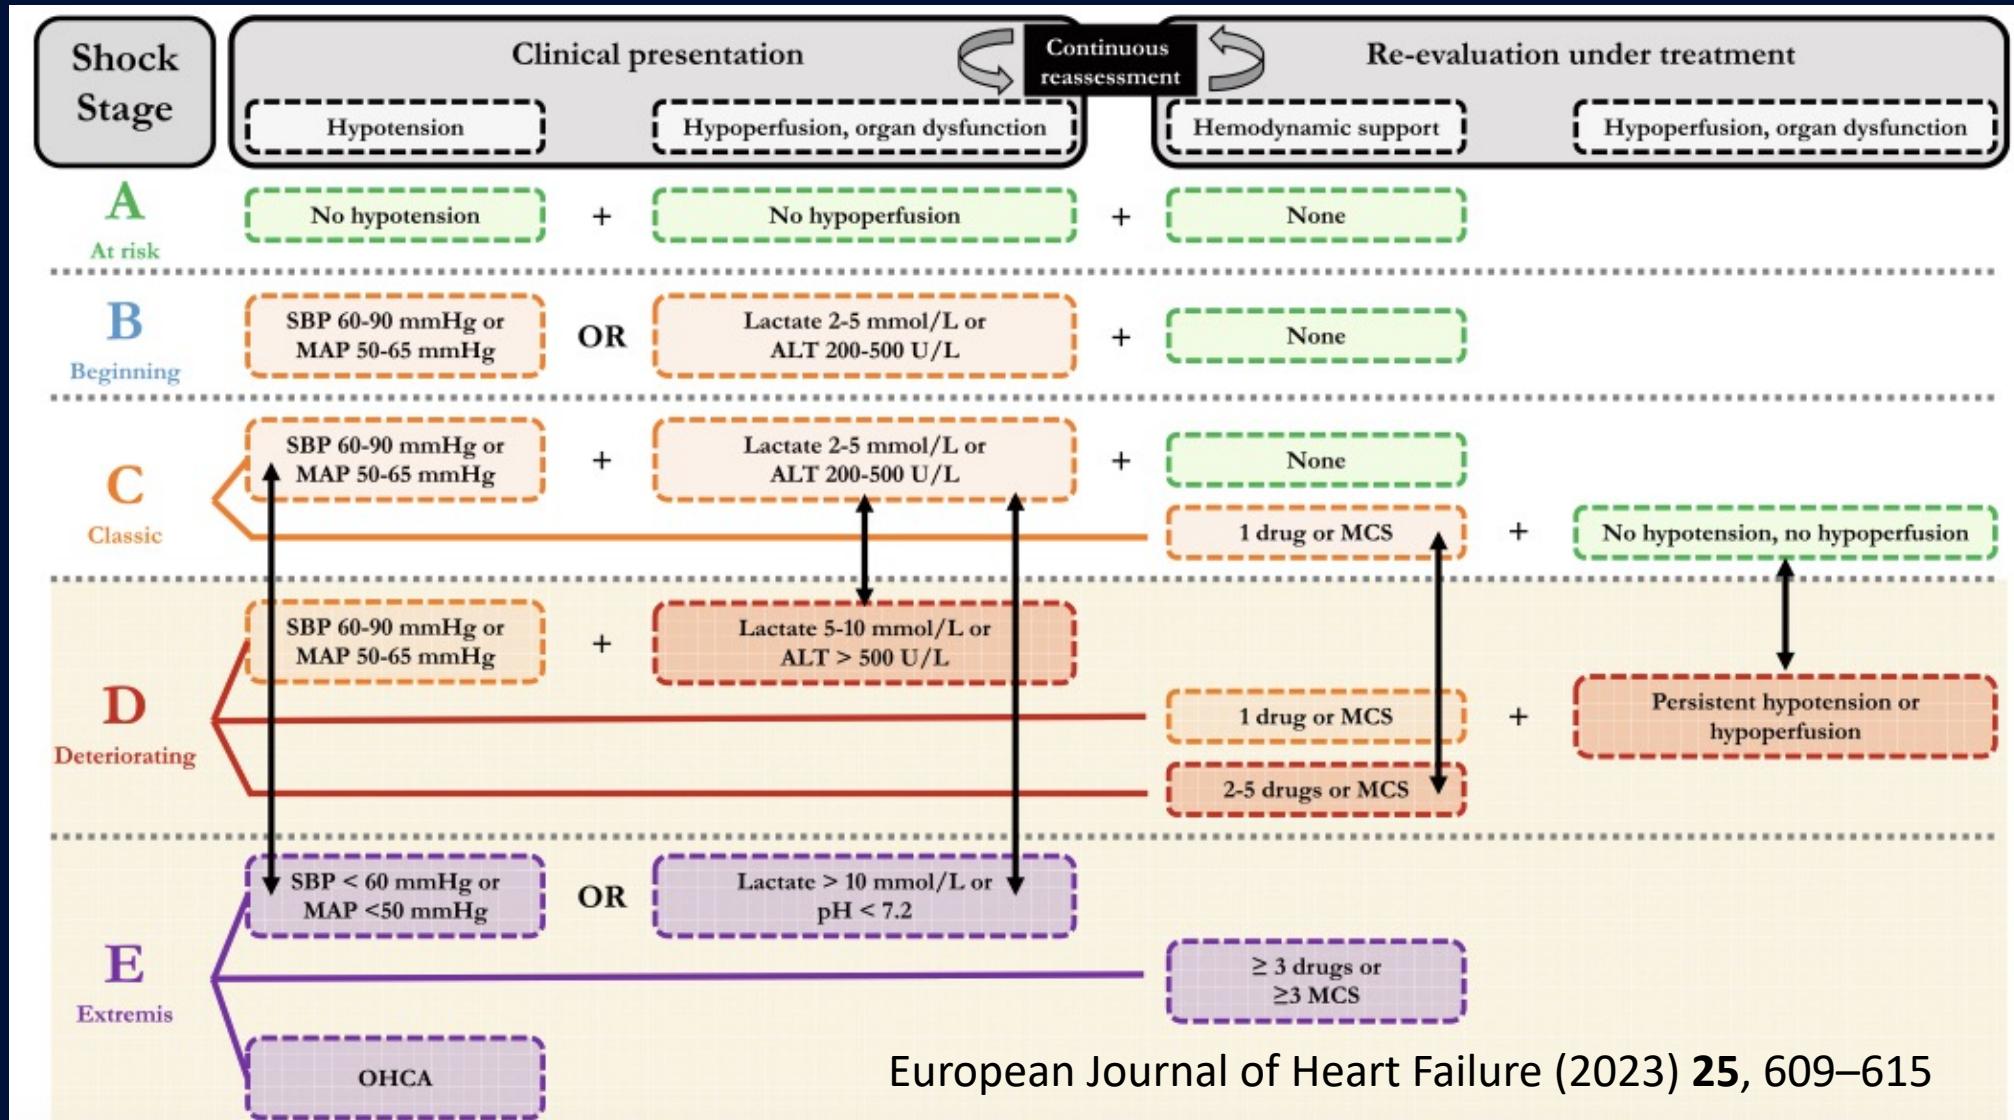 Shock
Stage
Clinical presentation
Continuous
reassessment
Re-evaluation under treatment
Hypotension
Hypoperfusion, organ dysfunction
Hemodynamic support
Hypoperfusion, organ dysfunction
A
At risk
No hypotension
+
No hypoperfusion
+
None
B
Beginning
SBP 60-90 mmHg or
MAP 50-65 mmHg
OR
Lactate 2-5 mmol/L or
ALT 200-500 U/L
+
None
C
Classic
SBP 60-90 mmHg or
MAP 50-65 mmHg
+
Lactate 2-5 mmol/L or
ALT 200-500 U/L
+
None
1 drug or MCS
+
No hypotension, no hypoperfusion
D
Deteriorating
SBP 60-90 mmHg or
MAP 50-65 mmHg
+
Lactate 5-10 mmol/L or
ALT > 500 U/L
1 drug or MCS
+
Persistent hypotension or
hypoperfusion
2-5 drugs or MCS
E
Extremis
SBP < 60 mmHg or
MAP <50 mmHg
OR
Lactate > 10 mmol/L or
pH < 7.2
≥ 3 drugs or
≥3 MCS
OHCA
European Journal of Heart Failure (2023) 25, 609–615